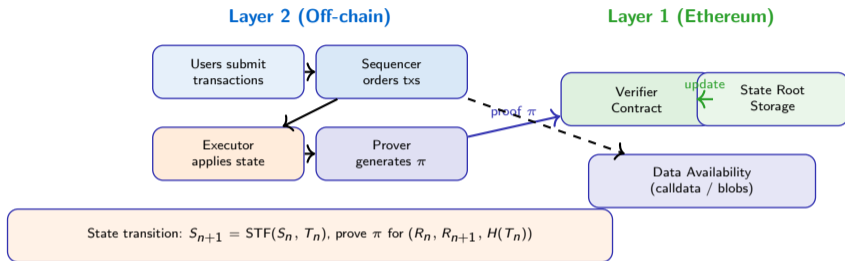 Layer 2 (Off-chain)
Layer 1 (Ethereum)
Users submit
transactions
Sequencer
orders txs
Verifier
Contract
update
State Root
Storage
proof π
Executor
applies state
Prover
generates π
Data Availability
(calldata / blobs)
State transition: Sₙ₊₁ = STF(Sₙ, Tₙ), prove π for (Rₙ, Rₙ₊₁, H(Tₙ))